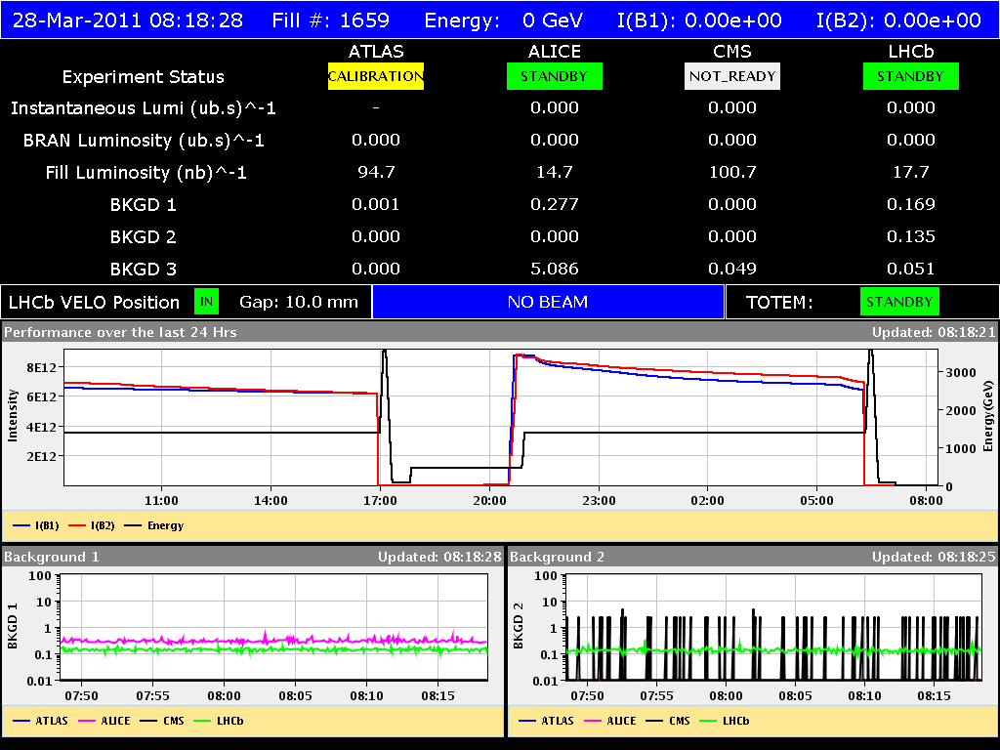 28-Mar-2011 08:18:28 Fill #: 1659 Energy: 0 GeV I(B1): 0.00e+00 I(B2): 0.00e+00
ATLAS ALICE CMS LHCb
Experiment Status CALIBRATION STANDBY NOT_READY STANDBY
Instantaneous Lumi (ub.s)^-1 - 0.000 0.000 0.000
BRAN Luminosity (ub.s)^-1 0.000 0.000 0.000 0.000
Fill Luminosity (nb)^-1 94.7 14.7 100.7 17.7
BKGD 1 0.001 0.277 0.000 0.169
BKGD 2 0.000 0.000 0.000 0.135
BKGD 3 0.000 5.086 0.049 0.051
LHCb VELO Position IN Gap: 10.0 mm NO BEAM TOTEM: STANDBY
Performance over the last 24 Hrs Updated: 08:18:21
Intensity
8E12
6E12
4E12
2E12
3000
2000
1000
0
Energy(GeV)
11:00 14:00 17:00 20:00 23:00 02:00 05:00 08:00
I(B1) I(B2) Energy
Background 1 Updated: 08:18:28
BKGD 1
100
10
1
0.1
0.01
07:50 07:55 08:00 08:05 08:10 08:15
ATLAS ALICE CMS LHCb
Background 2 Updated: 08:18:25
BKGD 2
100
10
1
0.1
0.01
07:50 07:55 08:00 08:05 08:10 08:15
ATLAS ALICE CMS LHCb